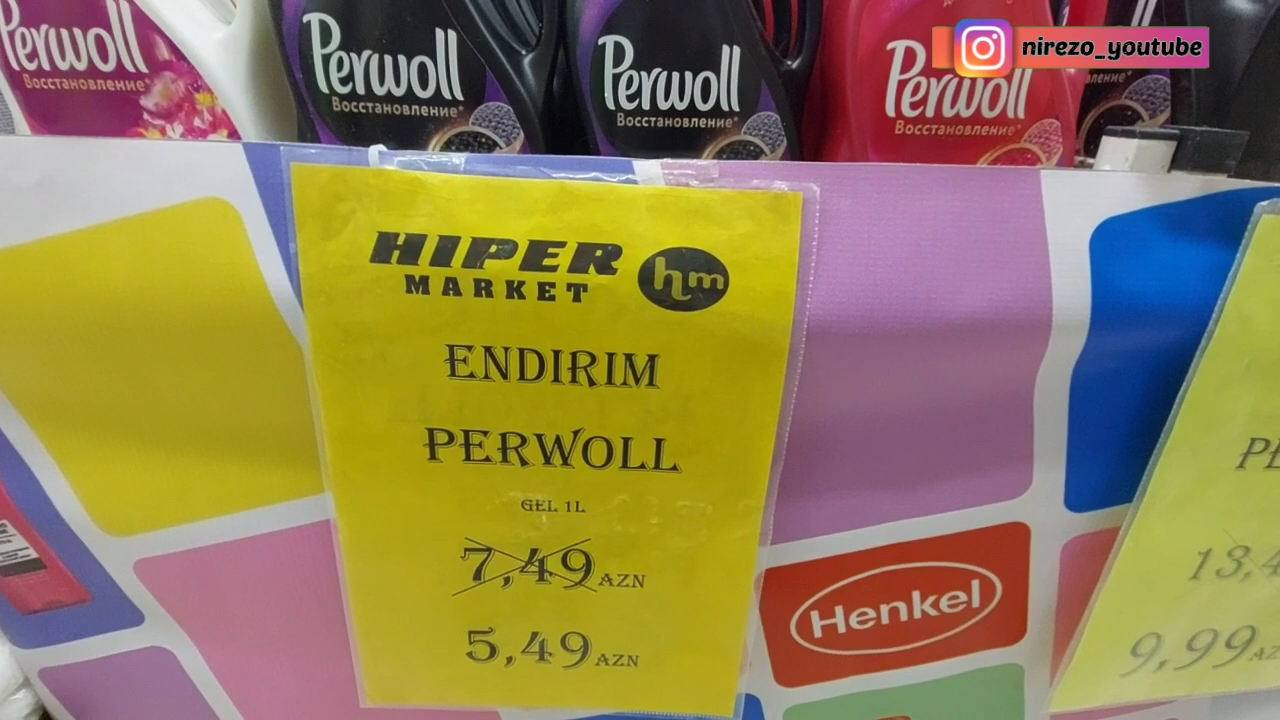 Perwoll
Восстановление*
Perwoll
Восстановление*
Perwoll
Восстановление*
Perwoll
Восстановление*
nirezo_youtube
HIPER
MARKET
hm
ENDIRIM
PERWOLL
GEL 1L
7,49 AZN
5,49 AZN
Henkel
9,99